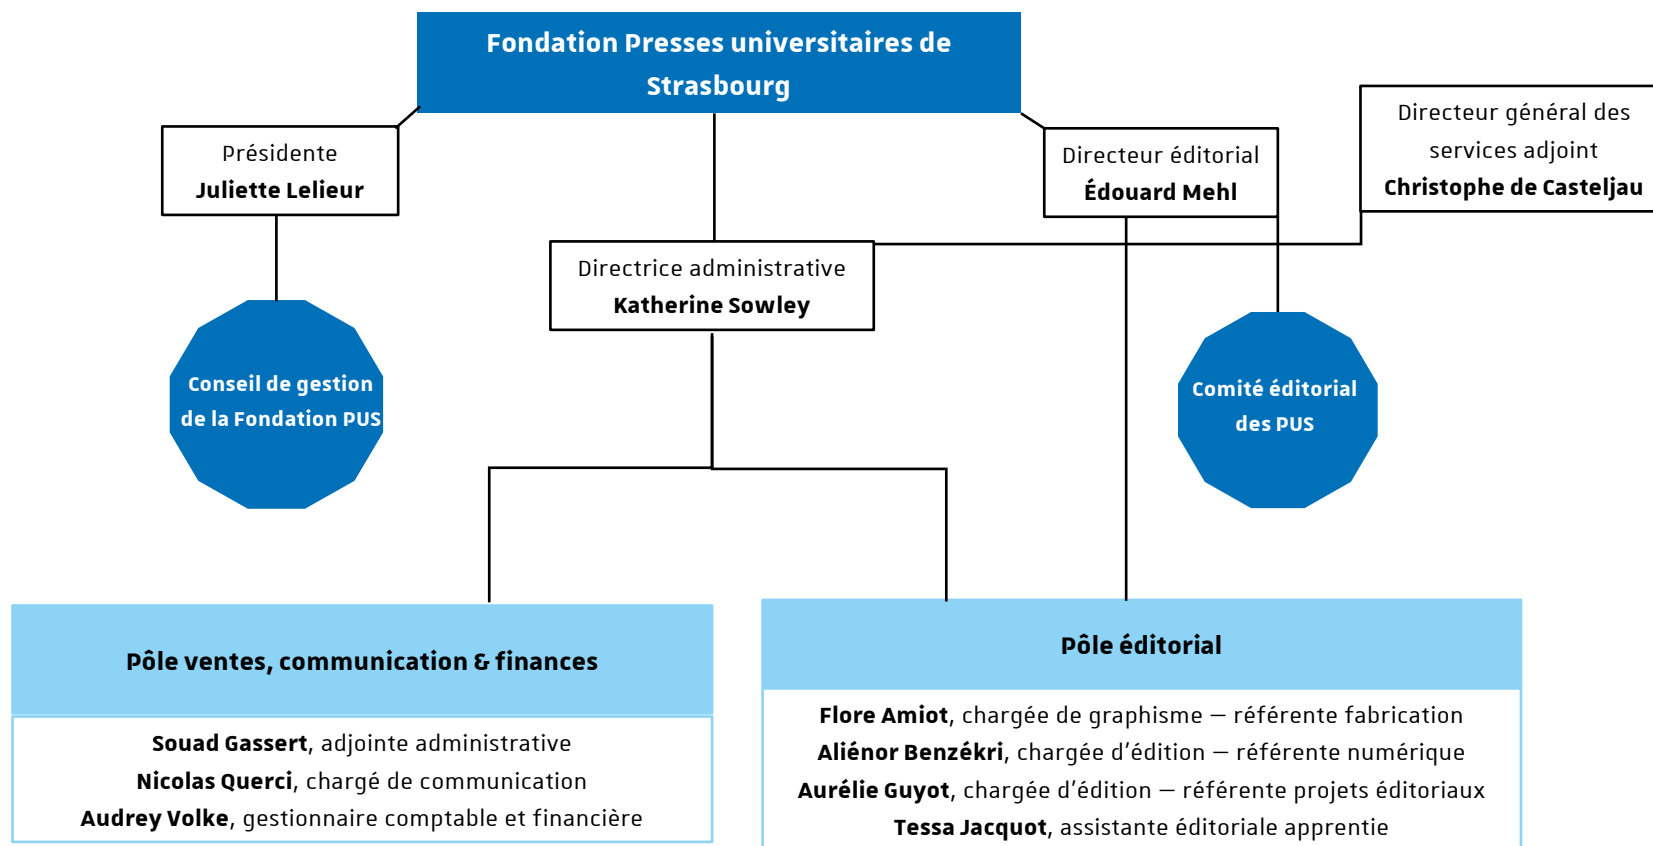 Fondation Presses universitaires de
Strasbourg
Directeur général des
services adjoint
Christophe de Casteljau
Présidente
Juliette Lelieur
Directeur éditorial
Édouard Mehl
Directrice administrative
Katherine Sowley
Conseil de gestion
de la Fondation PUS
Comité éditorial
des PUS
Pôle ventes, communication & finances
Souad Gassert, adjointe administrative
Nicolas Querci, chargé de communication
Audrey Volke, gestionnaire comptable et financière
Pôle éditorial
Flore Amiot, chargée de graphisme – référente fabrication
Aliénor Benzékri, chargée d'édition – référente numérique
Aurélie Guyot, chargée d'édition – référente projets éditoriaux
Tessa Jacquot, assistante éditoriale apprentie